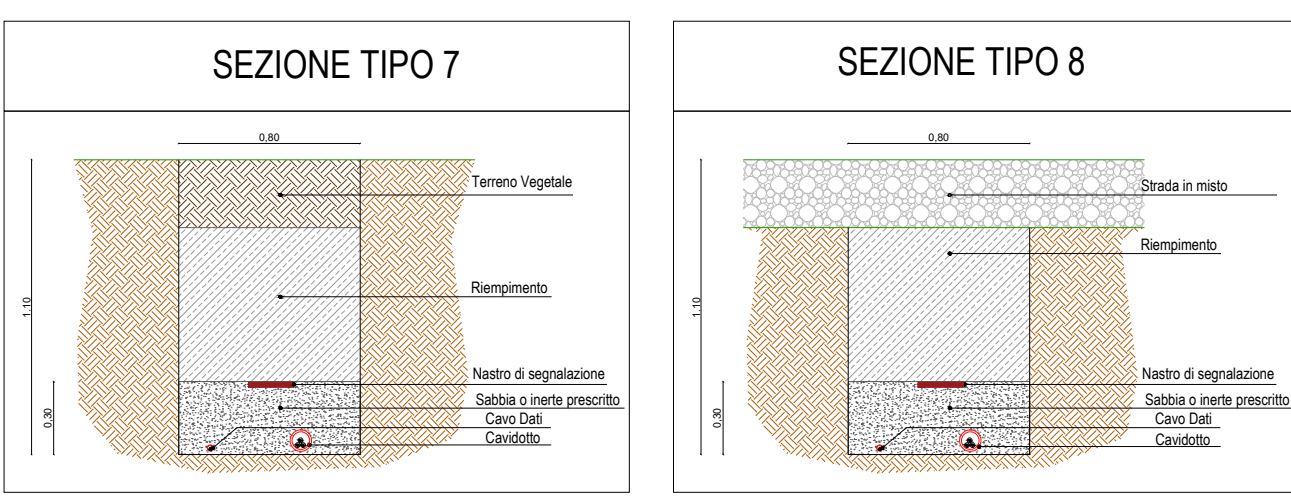 SEZIONE TIPO 7
0,80
Terreno Vegetale
Riempimento
1.10
Nastro di segnalazione
Sabbia o inerte prescritto
0.30
Cavo Dati
Cavidotto
SEZIONE TIPO 8
0,80
Strada in misto
Riempimento
1.10
Nastro di segnalazione
Sabbia o inerte prescritto
0.30
Cavo Dati
Cavidotto